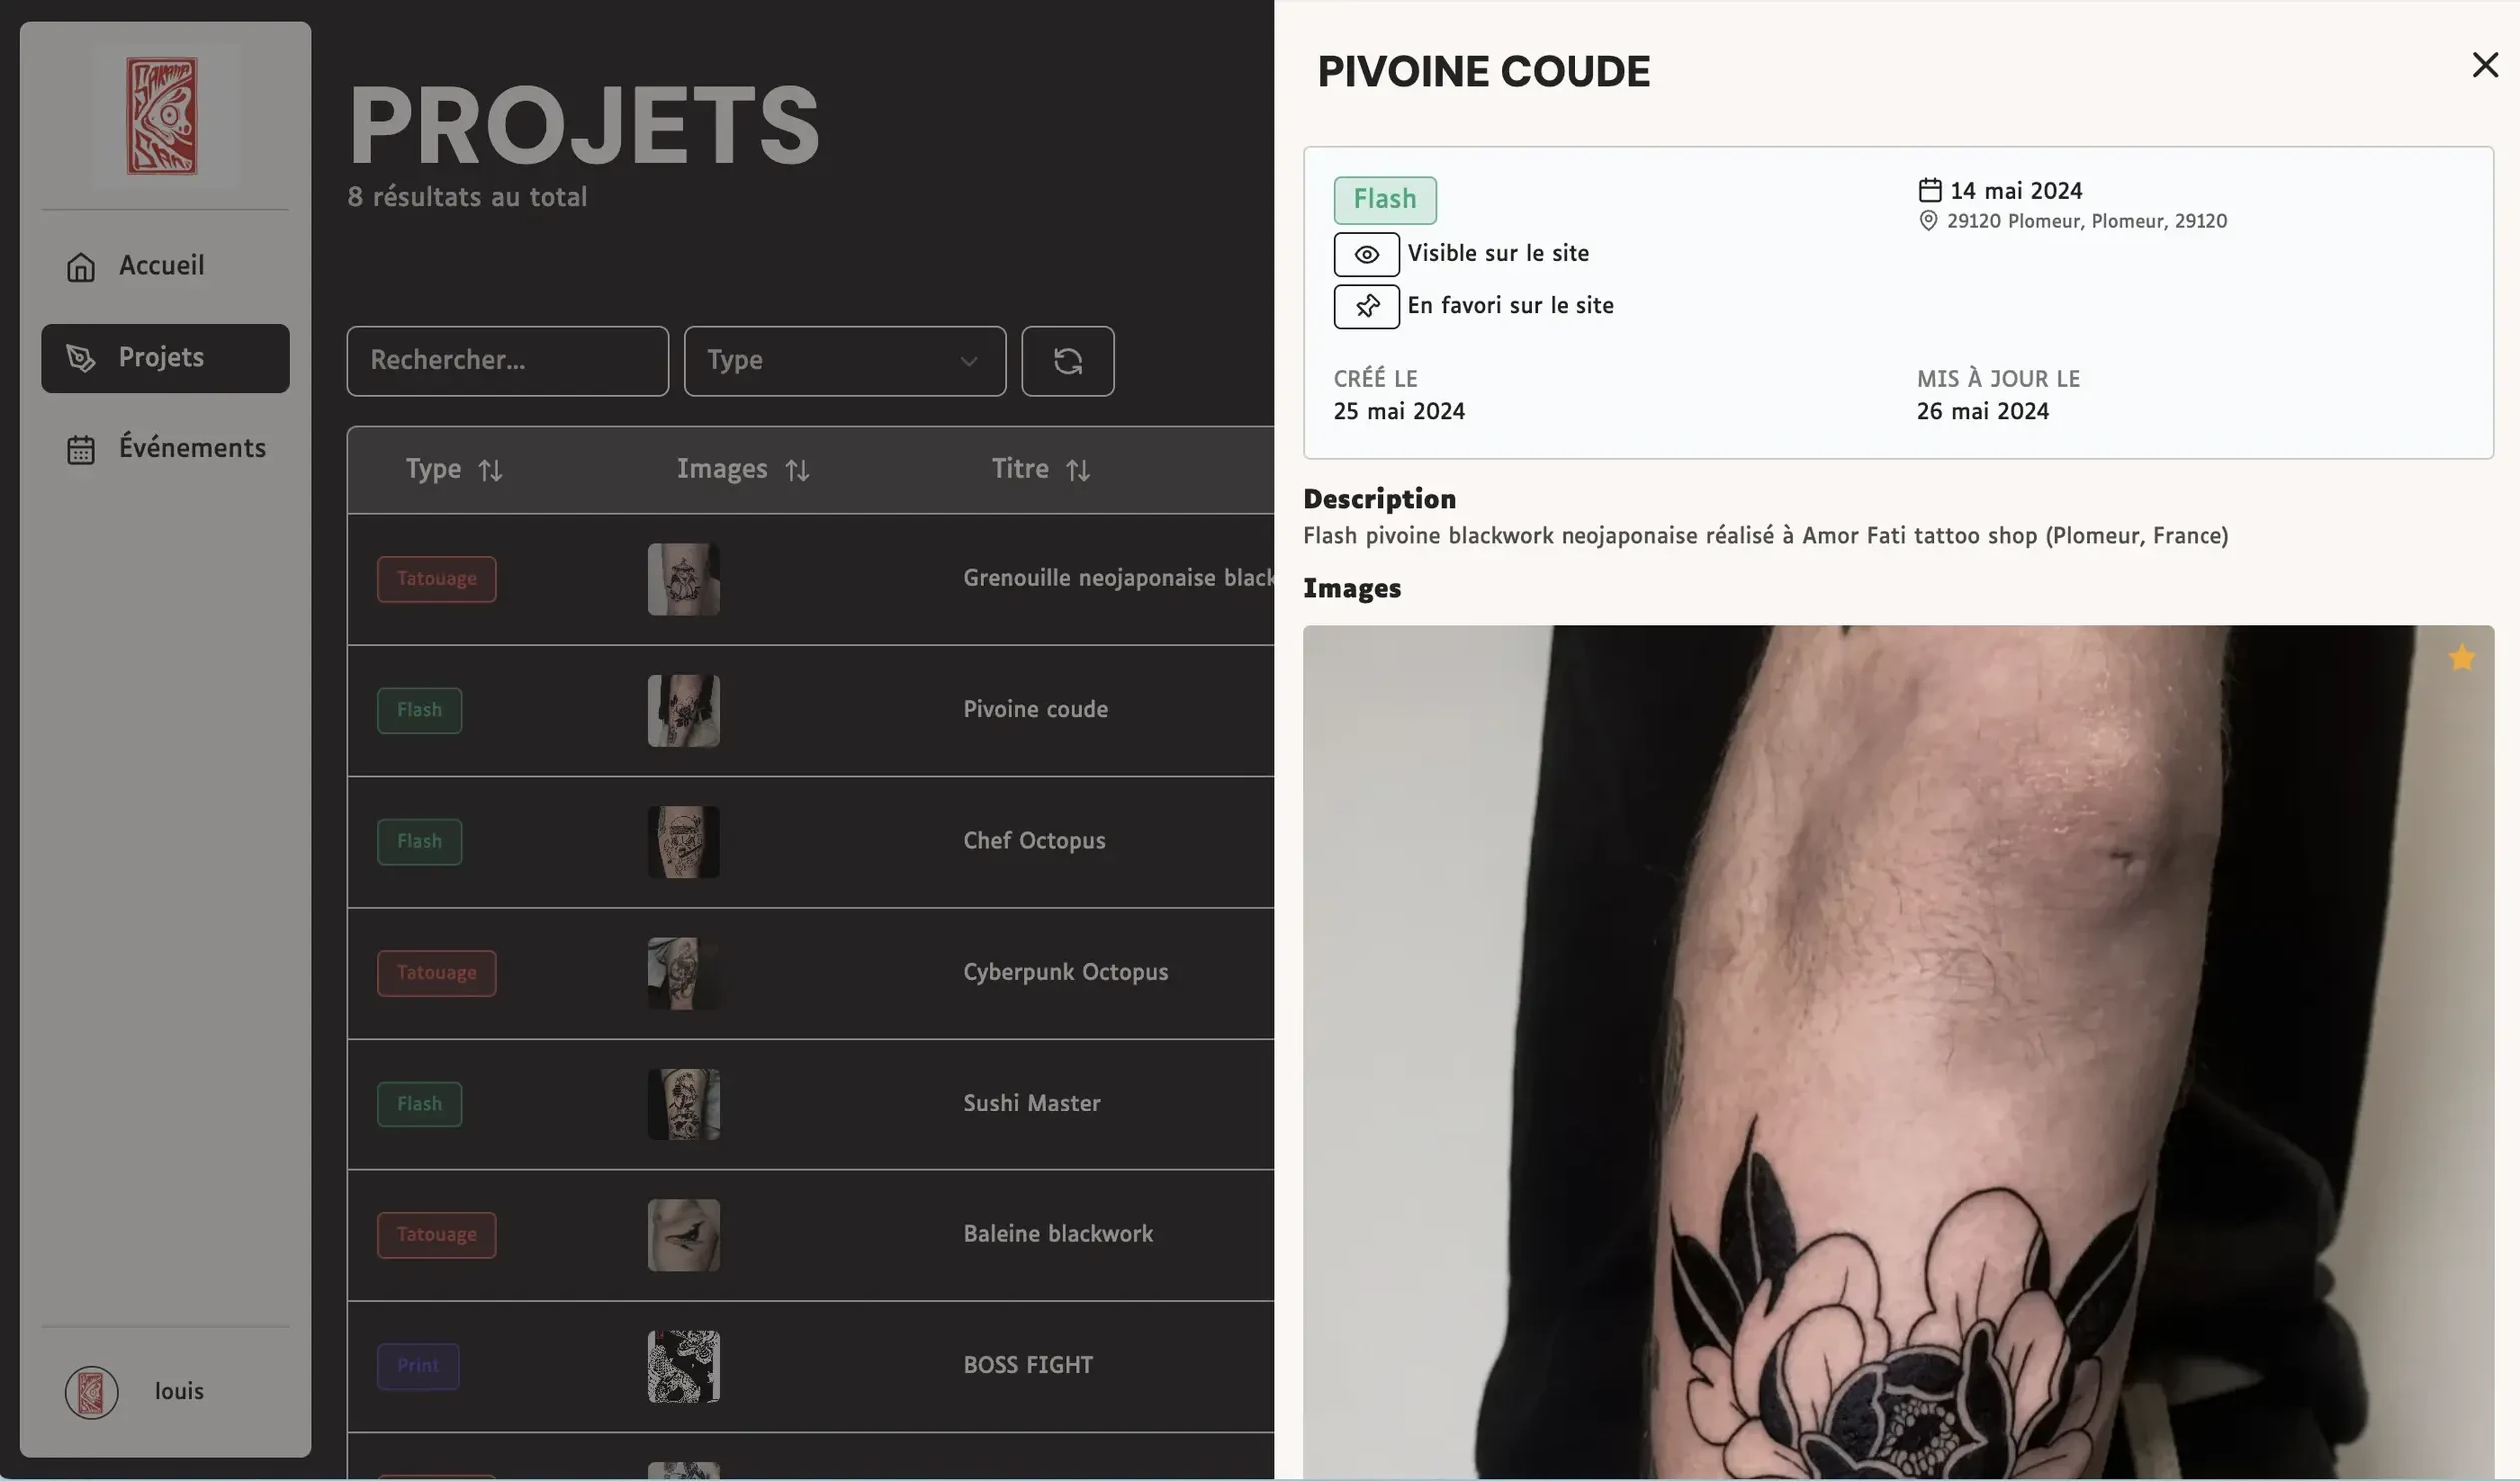 SAKANA
SAN
Accueil
Projets
Événements
louis
PROJETS
8 résultats au total
Rechercher...
Type
Type
Images
Titre
Tatouage
Grenouille neojaponaise black
Flash
Pivoine coude
Flash
Chef Octopus
Tatouage
Cyberpunk Octopus
Flash
Sushi Master
Tatouage
Baleine blackwork
Print
BOSS FIGHT
PIVOINE COUDE
Flash
Visible sur le site
En favori sur le site
14 mai 2024
29120 Plomeur, Plomeur, 29120
CRÉÉ LE
25 mai 2024
MIS À JOUR LE
26 mai 2024
Description
Flash pivoine blackwork neojaponaise réalisé à Amor Fati tattoo shop (Plomeur, France)
Images